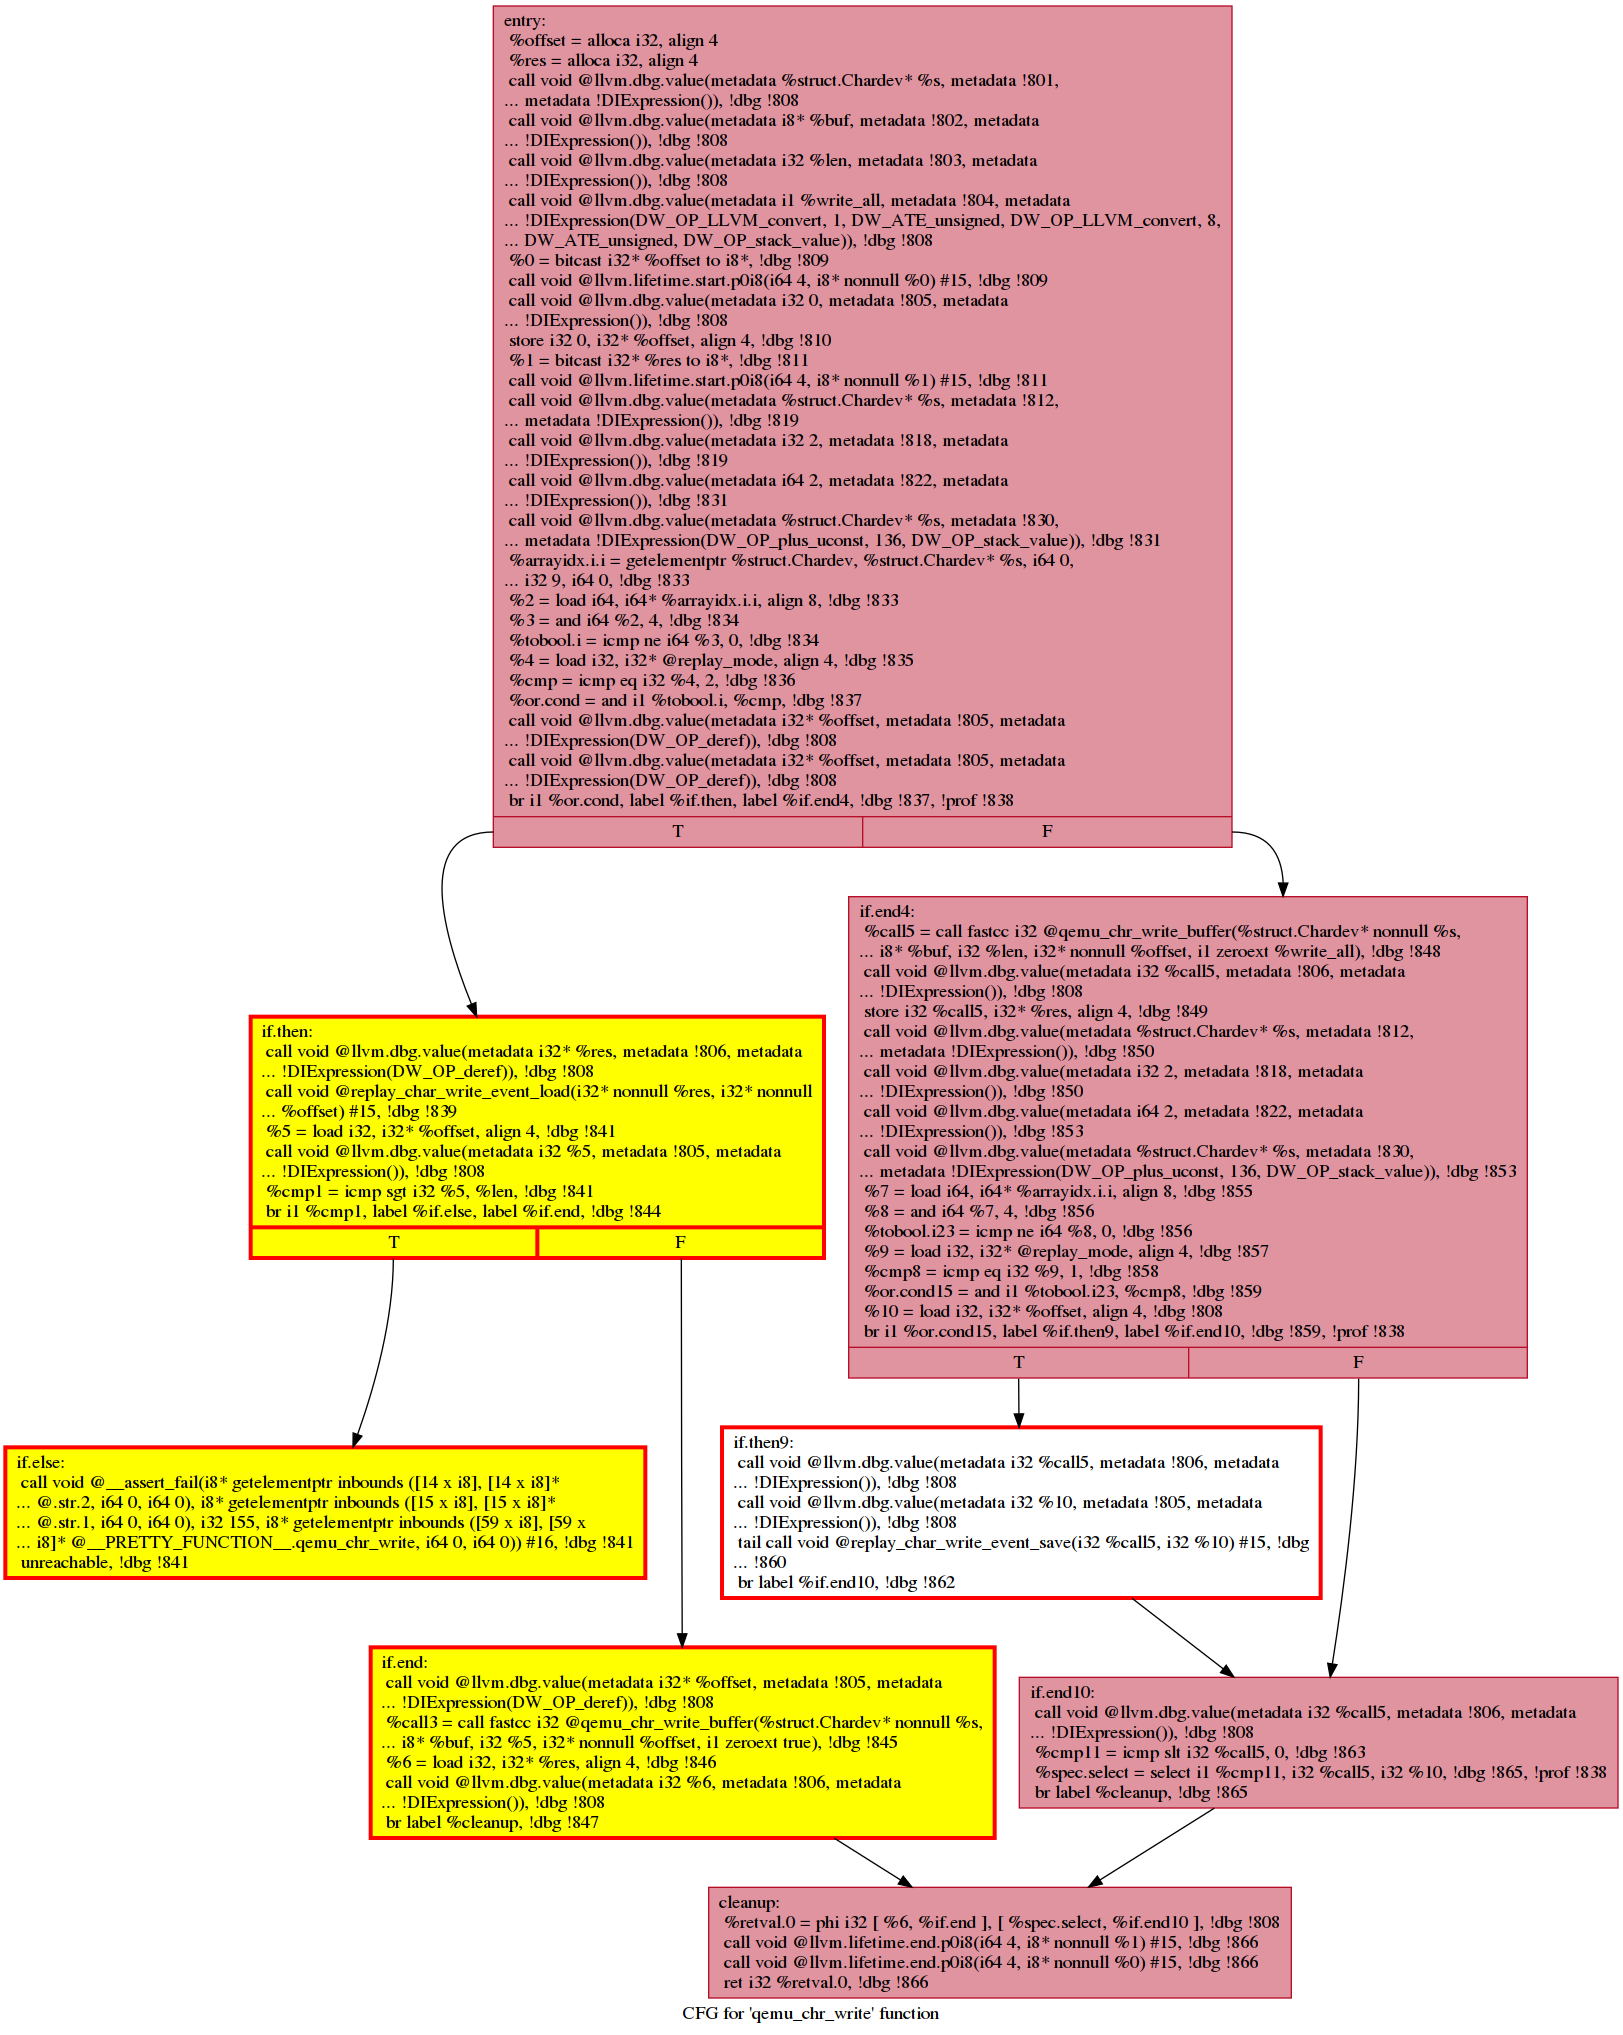 entry:
%offset = alloca i32, align 4
%res = alloca i32, align 4
call void @llvm.dbg.value(metadata %struct.Chardev* %s, metadata !801,
... metadata !DIExpression()), !dbg !808
call void @llvm.dbg.value(metadata i8* %buf, metadata !802, metadata
... !DIExpression()), !dbg !808
call void @llvm.dbg.value(metadata i32 %len, metadata !803, metadata
... !DIExpression()), !dbg !808
call void @llvm.dbg.value(metadata i1 %write_all, metadata !804, metadata
... !DIExpression(DW_OP_LLVM_convert, 1, DW_ATE_unsigned, DW_OP_LLVM_convert, 8,
... DW_ATE_unsigned, DW_OP_stack_value)), !dbg !808
%0 = bitcast i32* %offset to i8*, !dbg !809
call void @llvm.lifetime.start.p0i8(i64 4, i8* nonnull %0) #15, !dbg !809
call void @llvm.dbg.value(metadata i32 0, metadata !805, metadata
... !DIExpression()), !dbg !808
store i32 0, i32* %offset, align 4, !dbg !810
%1 = bitcast i32* %res to i8*, !dbg !811
call void @llvm.lifetime.start.p0i8(i64 4, i8* nonnull %1) #15, !dbg !811
call void @llvm.dbg.value(metadata %struct.Chardev* %s, metadata !812,
... metadata !DIExpression()), !dbg !819
call void @llvm.dbg.value(metadata i32 2, metadata !818, metadata
... !DIExpression()), !dbg !819
call void @llvm.dbg.value(metadata i64 2, metadata !822, metadata
... !DIExpression()), !dbg !831
call void @llvm.dbg.value(metadata %struct.Chardev* %s, metadata !830,
... metadata !DIExpression(DW_OP_plus_uconst, 136, DW_OP_stack_value)), !dbg !831
%arrayidx.i.i = getelementptr %struct.Chardev, %struct.Chardev* %s, i64 0,
... i32 9, i64 0, !dbg !833
%2 = load i64, i64* %arrayidx.i.i, align 8, !dbg !833
%3 = and i64 %2, 4, !dbg !834
%tobool.i = icmp ne i64 %3, 0, !dbg !834
%4 = load i32, i32* @replay_mode, align 4, !dbg !835
%cmp = icmp eq i32 %4, 2, !dbg !836
%or.cond = and i1 %tobool.i, %cmp, !dbg !837
call void @llvm.dbg.value(metadata i32* %offset, metadata !805, metadata
... !DIExpression(DW_OP_deref)), !dbg !808
call void @llvm.dbg.value(metadata i32* %offset, metadata !805, metadata
... !DIExpression(DW_OP_deref)), !dbg !808
br i1 %or.cond, label %if.then, label %if.end4, !dbg !837, !prof !838
T F
if.end4:
%call5 = call fastcc i32 @qemu_chr_write_buffer(%struct.Chardev* nonnull %s,
... i8* %buf, i32 %len, i32* nonnull %offset, i1 zeroext %write_all), !dbg !848
call void @llvm.dbg.value(metadata i32 %call5, metadata !806, metadata
... !DIExpression()), !dbg !808
store i32 %call5, i32* %res, align 4, !dbg !849
call void @llvm.dbg.value(metadata %struct.Chardev* %s, metadata !812,
... metadata !DIExpression()), !dbg !850
call void @llvm.dbg.value(metadata i32 2, metadata !818, metadata
... !DIExpression()), !dbg !850
call void @llvm.dbg.value(metadata i64 2, metadata !822, metadata
... !DIExpression()), !dbg !853
call void @llvm.dbg.value(metadata %struct.Chardev* %s, metadata !830,
... metadata !DIExpression(DW_OP_plus_uconst, 136, DW_OP_stack_value)), !dbg !853
%7 = load i64, i64* %arrayidx.i.i, align 8, !dbg !855
%8 = and i64 %7, 4, !dbg !856
%tobool.i23 = icmp ne i64 %8, 0, !dbg !856
%9 = load i32, i32* @replay_mode, align 4, !dbg !857
%cmp8 = icmp eq i32 %9, 1, !dbg !858
%or.cond15 = and i1 %tobool.i23, %cmp8, !dbg !859
%10 = load i32, i32* %offset, align 4, !dbg !808
br i1 %or.cond15, label %if.then9, label %if.end10, !dbg !859, !prof !838
T F
if.then:
call void @llvm.dbg.value(metadata i32* %res, metadata !806, metadata
... !DIExpression(DW_OP_deref)), !dbg !808
call void @replay_char_write_event_load(i32* nonnull %res, i32* nonnull
... %offset) #15, !dbg !839
%5 = load i32, i32* %offset, align 4, !dbg !841
call void @llvm.dbg.value(metadata i32 %5, metadata !805, metadata
... !DIExpression()), !dbg !808
%cmp1 = icmp sgt i32 %5, %len, !dbg !841
br i1 %cmp1, label %if.else, label %if.end, !dbg !844
T F
if.else:
call void @__assert_fail(i8* getelementptr inbounds ([14 x i8], [14 x i8]*
... @.str.2, i64 0, i64 0), i8* getelementptr inbounds ([15 x i8], [15 x i8]*
... @.str.1, i64 0, i64 0), i32 155, i8* getelementptr inbounds ([59 x i8], [59 x
... i8]* @__PRETTY_FUNCTION__.qemu_chr_write, i64 0, i64 0)) #16, !dbg !841
unreachable, !dbg !841
if.then9:
call void @llvm.dbg.value(metadata i32 %call5, metadata !806, metadata
... !DIExpression()), !dbg !808
call void @llvm.dbg.value(metadata i32 %10, metadata !805, metadata
... !DIExpression()), !dbg !808
tail call void @replay_char_write_event_save(i32 %call5, i32 %10) #15, !dbg
... !860
br label %if.end10, !dbg !862
if.end:
call void @llvm.dbg.value(metadata i32* %offset, metadata !805, metadata
... !DIExpression(DW_OP_deref)), !dbg !808
%call3 = call fastcc i32 @qemu_chr_write_buffer(%struct.Chardev* nonnull %s,
... i8* %buf, i32 %5, i32* nonnull %offset, i1 zeroext true), !dbg !845
%6 = load i32, i32* %res, align 4, !dbg !846
call void @llvm.dbg.value(metadata i32 %6, metadata !806, metadata
... !DIExpression()), !dbg !808
br label %cleanup, !dbg !847
if.end10:
call void @llvm.dbg.value(metadata i32 %call5, metadata !806, metadata
... !DIExpression()), !dbg !808
%cmp11 = icmp slt i32 %call5, 0, !dbg !863
%spec.select = select i1 %cmp11, i32 %call5, i32 %10, !dbg !865, !prof !838
br label %cleanup, !dbg !865
cleanup:
%retval.0 = phi i32 [ %6, %if.end ], [ %spec.select, %if.end10 ], !dbg !808
call void @llvm.lifetime.end.p0i8(i64 4, i8* nonnull %1) #15, !dbg !866
call void @llvm.lifetime.end.p0i8(i64 4, i8* nonnull %0) #15, !dbg !866
ret i32 %retval.0, !dbg !866
CFG for 'qemu_chr_write' function